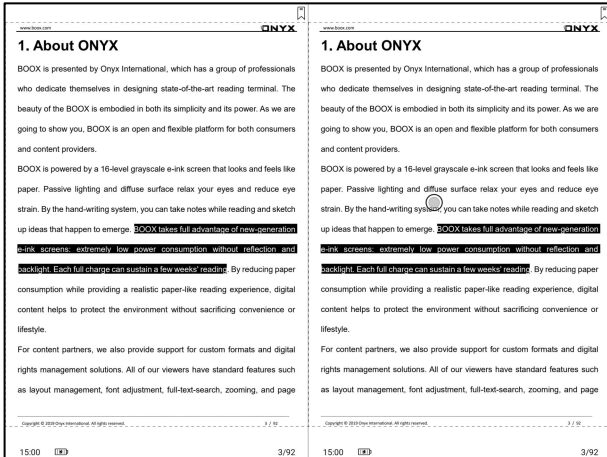 www.boox.com
ONYX
1. About ONYX
BOOX is presented by Onyx International, which has a group of professionals
who dedicate themselves in designing state-of-the-art reading terminal. The
beauty of the BOOX is embodied in both its simplicity and its power. As we are
going to show you, BOOX is an open and flexible platform for both consumers
and content providers.
BOOX is powered by a 16-level grayscale e-ink screen that looks and feels like
paper. Passive lighting and diffuse surface relax your eyes and reduce eye
strain. By the hand-writing system, you can take notes while reading and sketch
up ideas that happen to emerge. BOOX takes full advantage of new-generation
e-ink screens: extremely low power consumption without reflection and
backlight. Each full charge can sustain a few weeks' reading. By reducing paper
consumption while providing a realistic paper-like reading experience, digital
content helps to protect the environment without sacrificing convenience or
lifestyle.
For content partners, we also provide support for custom formats and digital
rights management solutions. All of our viewers have standard features such
as layout management, font adjustment, full-text-search, zooming, and page
Copyright © 2019 Onyx International. All rights reserved.
3 / 92
15:00
3/92
www.boox.com
ONYX
1. About ONYX
BOOX is presented by Onyx International, which has a group of professionals
who dedicate themselves in designing state-of-the-art reading terminal. The
beauty of the BOOX is embodied in both its simplicity and its power. As we are
going to show you, BOOX is an open and flexible platform for both consumers
and content providers.
BOOX is powered by a 16-level grayscale e-ink screen that looks and feels like
paper. Passive lighting and diffuse surface relax your eyes and reduce eye
strain. By the hand-writing system, you can take notes while reading and sketch
up ideas that happen to emerge. BOOX takes full advantage of new-generation
e-ink screens: extremely low power consumption without reflection and
backlight. Each full charge can sustain a few weeks' reading. By reducing paper
consumption while providing a realistic paper-like reading experience, digital
content helps to protect the environment without sacrificing convenience or
lifestyle.
For content partners, we also provide support for custom formats and digital
rights management solutions. All of our viewers have standard features such
as layout management, font adjustment, full-text-search, zooming, and page
Copyright © 2019 Onyx International. All rights reserved.
3 / 92
15:00
3/92